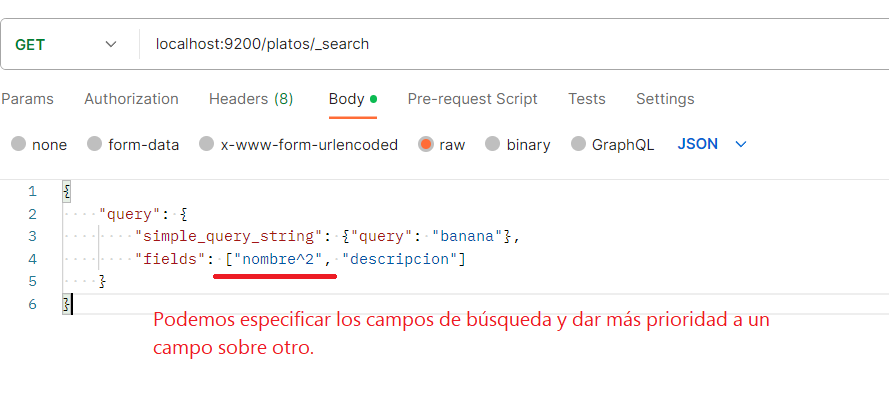 GET localhost:9200/platos/_search
Params Authorization Headers (8) Body Pre-request Script Tests Settings
none form-data x-www-form-urlencoded raw binary GraphQL JSON
1 {
2 ····"query": {
3 ········"simple_query_string": {"query": "banana"},
4 ········"fields": ["nombre^2", "descripcion"]
5 ····}
6 }
Podemos especificar los campos de búsqueda y dar más prioridad a un
campo sobre otro.